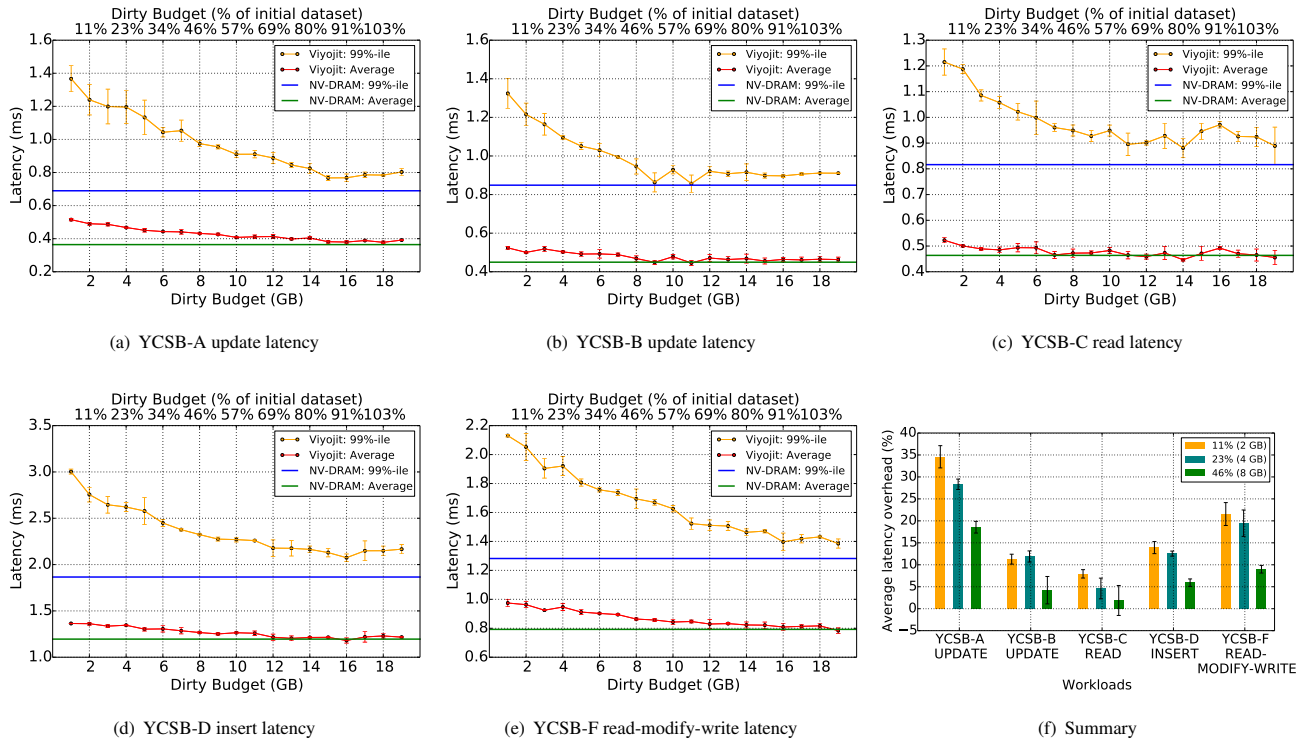 Dirty Budget (% of initial dataset)
11% 23% 34% 46% 57% 69% 80% 91% 103%
1.6
1.4
1.2
1.0
0.8
0.6
0.4
0.2
Latency (ms)
Viyojit: 99%-ile
Viyojit: Average
NV-DRAM: 99%-ile
NV-DRAM: Average
2 4 6 8 10 12 14 16 18
Dirty Budget (GB)
(a) YCSB-A update latency
Dirty Budget (% of initial dataset)
11% 23% 34% 46% 57% 69% 80% 91% 103%
1.6
1.4
1.2
1.0
0.8
0.6
0.4
Latency (ms)
Viyojit: 99%-ile
Viyojit: Average
NV-DRAM: 99%-ile
NV-DRAM: Average
2 4 6 8 10 12 14 16 18
Dirty Budget (GB)
(b) YCSB-B update latency
Dirty Budget (% of initial dataset)
11% 23% 34% 46% 57% 69% 80% 91% 103%
1.3
1.2
1.1
1.0
0.9
0.8
0.7
0.6
0.5
0.4
Latency (ms)
Viyojit: 99%-ile
Viyojit: Average
NV-DRAM: 99%-ile
NV-DRAM: Average
2 4 6 8 10 12 14 16 18
Dirty Budget (GB)
(c) YCSB-C read latency
Dirty Budget (% of initial dataset)
11% 23% 34% 46% 57% 69% 80% 91% 103%
3.5
3.0
2.5
2.0
1.5
1.0
Latency (ms)
Viyojit: 99%-ile
Viyojit: Average
NV-DRAM: 99%-ile
NV-DRAM: Average
2 4 6 8 10 12 14 16 18
Dirty Budget (GB)
(d) YCSB-D insert latency
Dirty Budget (% of initial dataset)
11% 23% 34% 46% 57% 69% 80% 91% 103%
2.2
2.0
1.8
1.6
1.4
1.2
1.0
0.8
0.6
Latency (ms)
Viyojit: 99%-ile
Viyojit: Average
NV-DRAM: 99%-ile
NV-DRAM: Average
2 4 6 8 10 12 14 16 18
Dirty Budget (GB)
(e) YCSB-F read-modify-write latency
40
35
30
25
20
15
10
5
0
−5
Average latency overhead (%)
11% (2 GB)
23% (4 GB)
46% (8 GB)
YCSB-A YCSB-B YCSB-C YCSB-D YCSB-F
UPDATE UPDATE READ INSERT READ-
MODIFY-WRITE
Workloads
(f) Summary